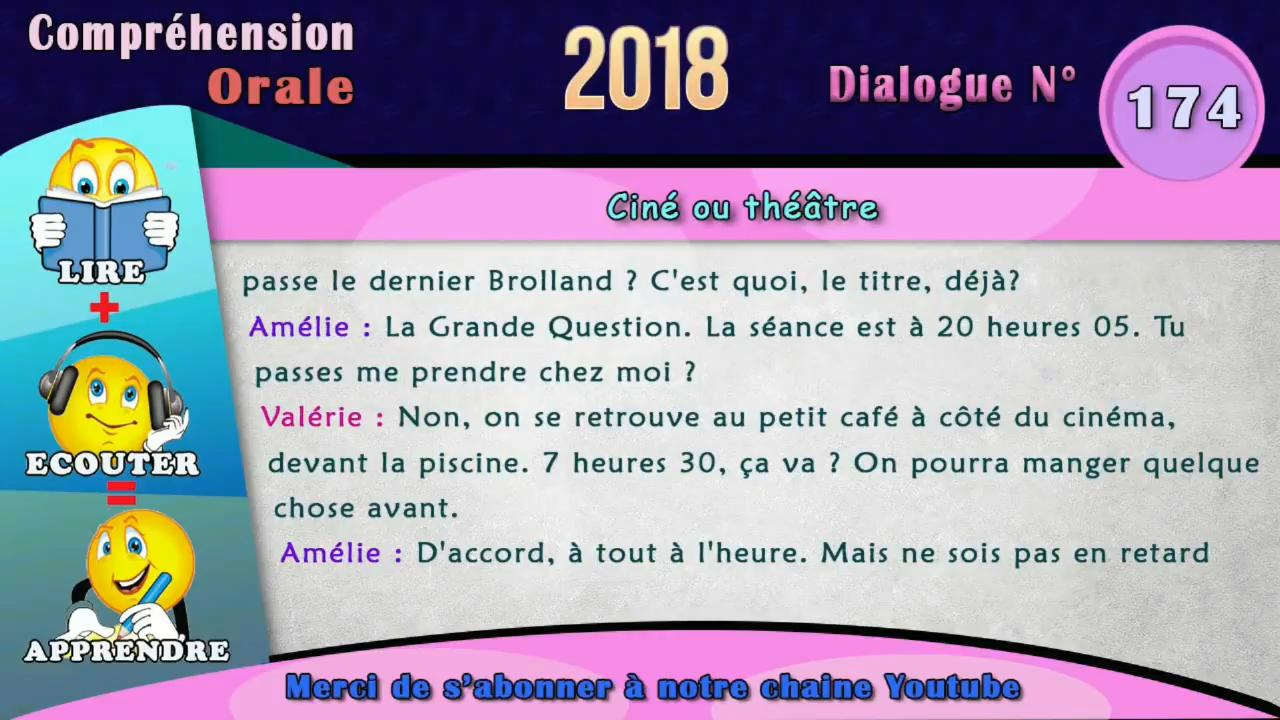 Compréhension
Orale
2018
Dialogue N°
174
Ciné ou théâtre
LIRE
+
ECOUTER
=
APPRENDRE
passe le dernier Brolland ? C'est quoi, le titre, déjà?
Amélie : La Grande Question. La séance est à 20 heures 05. Tu
passes me prendre chez moi ?
Valérie : Non, on se retrouve au petit café à côté du cinéma,
devant la piscine. 7 heures 30, ça va ? On pourra manger quelque
chose avant.
Amélie : D'accord, à tout à l'heure. Mais ne sois pas en retard
Merci de s'abonner à notre chaine Youtube